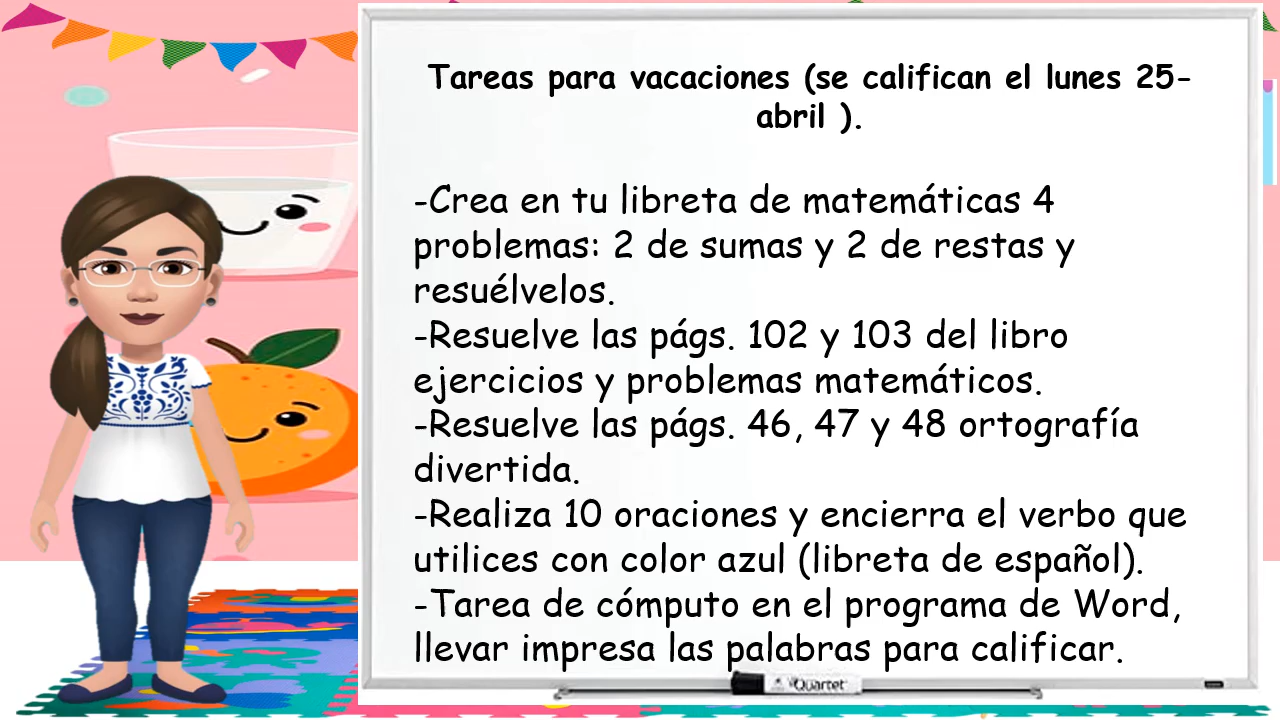 Tareas para vacaciones (se califican el lunes 25-
abril ).
-Crea en tu libreta de matemáticas 4
problemas: 2 de sumas y 2 de restas y
resuélvelos.
-Resuelve las págs. 102 y 103 del libro
ejercicios y problemas matemáticos.
-Resuelve las págs. 46, 47 y 48 ortografía
divertida.
-Realiza 10 oraciones y encierra el verbo que
utilices con color azul (libreta de español).
-Tarea de cómputo en el programa de Word,
llevar impresa las palabras para calificar.
Quartet